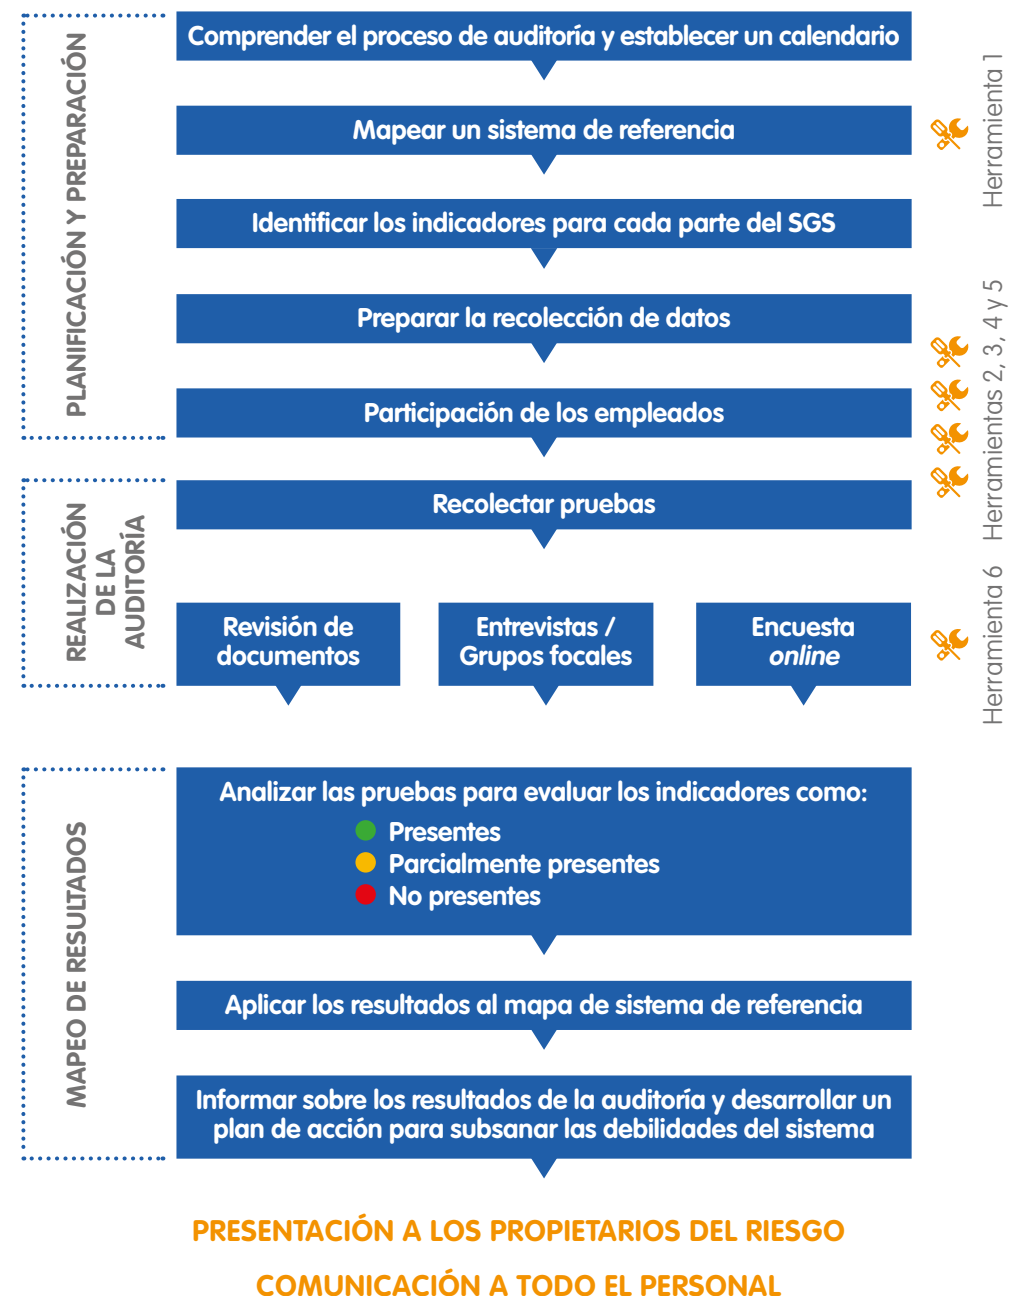 PLANIFICACIÓN Y PREPARACIÓN
Comprender el proceso de auditoría y establecer un calendario
Mapear un sistema de referencia
Herramienta 1
Identificar los indicadores para cada parte del SGS
Preparar la recolección de datos
Participación de los empleados
Herramientas 2, 3, 4 y 5
REALIZACIÓN
DE LA
AUDITORÍA
Recolectar pruebas
Revisión de
documentos
Entrevistas /
Grupos focales
Encuesta
online
Herramienta 6
MAPEO DE RESULTADOS
Analizar las pruebas para evaluar los indicadores como:
Presentes
Parcialmente presentes
No presentes
Aplicar los resultados al mapa de sistema de referencia
Informar sobre los resultados de la auditoría y desarrollar un
plan de acción para subsanar las debilidades del sistema
PRESENTACIÓN A LOS PROPIETARIOS DEL RIESGO
COMUNICACIÓN A TODO EL PERSONAL